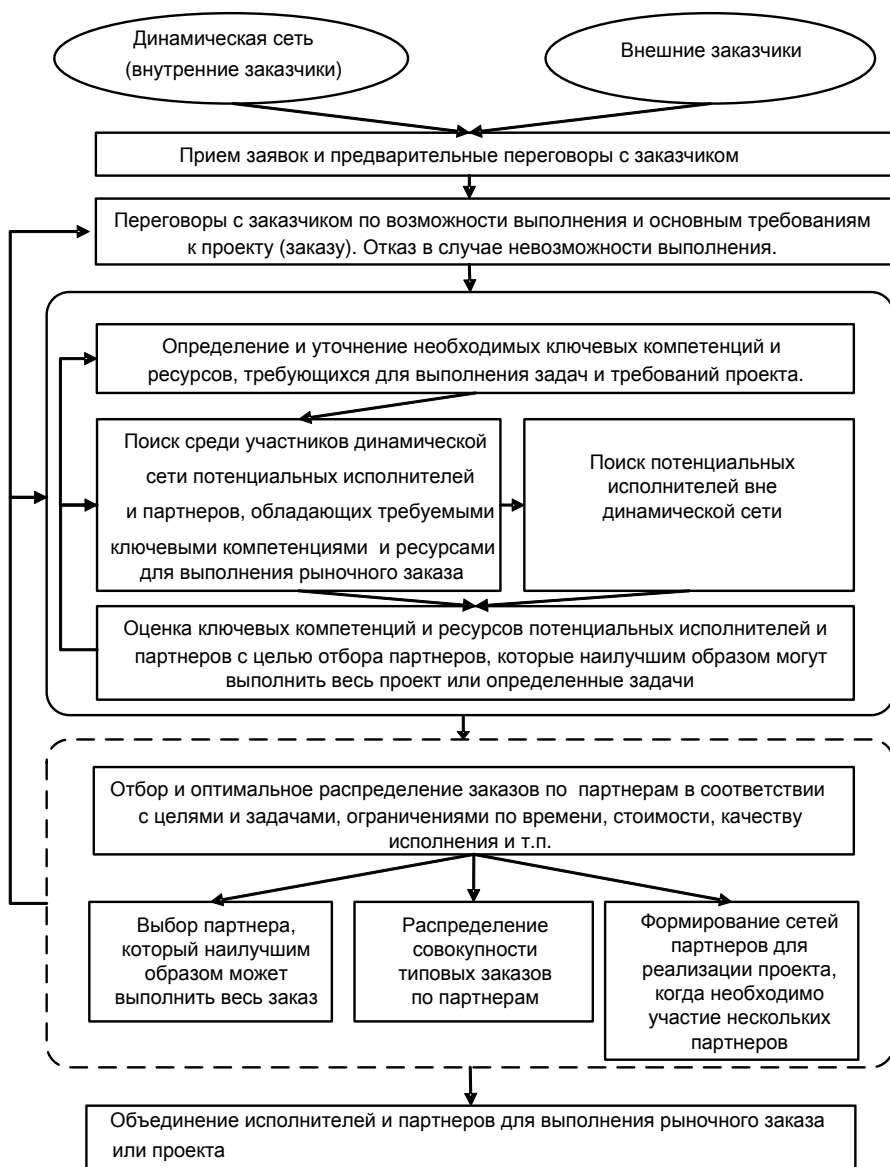 Динамическая сеть
(внутренние заказчики)
Внешние заказчики
Прием заявок и предварительные переговоры с заказчиком
Переговоры с заказчиком по возможности выполнения и основным требованиям
к проекту (заказу). Отказ в случае невозможности выполнения.
Определение и уточнение необходимых ключевых компетенций и
ресурсов, требующихся для выполнения задач и требований проекта.
Поиск среди участников динамической
сети потенциальных исполнителей
и партнеров, обладающих требуемыми
ключевыми компетенциями и ресурсами
для выполнения рыночного заказа
Поиск потенциальных
исполнителей вне
динамической сети
Оценка ключевых компетенций и ресурсов потенциальных исполнителей и
партнеров с целью отбора партнеров, которые наилучшим образом могут
выполнить весь проект или определенные задачи
Отбор и оптимальное распределение заказов по партнерам в соответствии
с целями и задачами, ограничениями по времени, стоимости, качеству
исполнения и т.п.
Выбор партнера,
который наилучшим
образом может
выполнить весь заказ
Распределение
совокупности
типовых заказов
по партнерам
Формирование сетей
партнеров для
реализации проекта,
когда необходимо
участие нескольких
партнеров
Объединение исполнителей и партнеров для выполнения рыночного заказа
или проекта